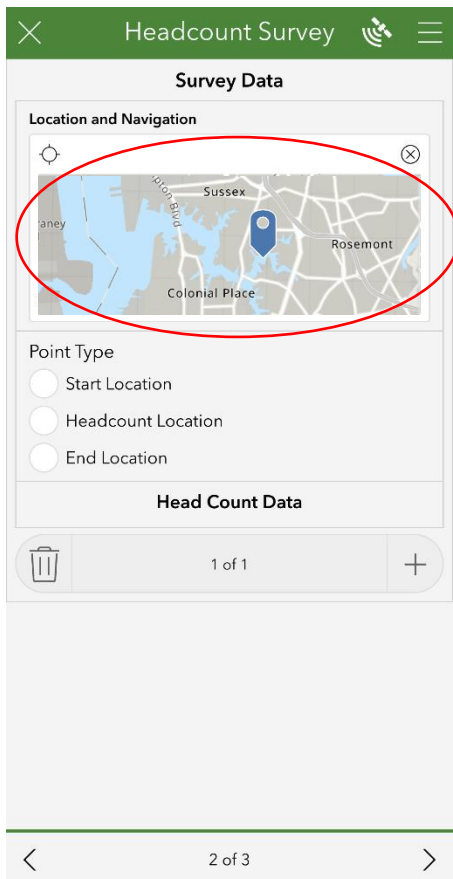 Headcount Survey
Survey Data
Location and Navigation
Sussex
Rosemont
Colonial Place
Point Type
Start Location
Headcount Location
End Location
Head Count Data
1 of 1
2 of 3